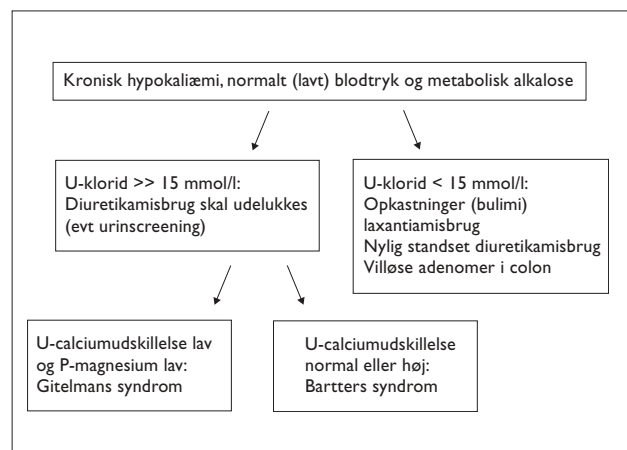 Kronisk hypokaliæmi, normalt (lavt) blodtryk og metabolisk alkalose
U-klorid >> 15 mmol/l:
Diuretikamisbrug skal udelukkes
(evt urinscreening)
U-klorid < 15 mmol/l:
Opkastninger (bulimi)
laxantiamisbrug
Nylig standset diuretikamisbrug
Villøse adenomer i colon
U-calciumudskillelse lav
og P-magnesium lav:
Gitelmans syndrom
U-calciumudskillelse
normal eller høj:
Bartters syndrom